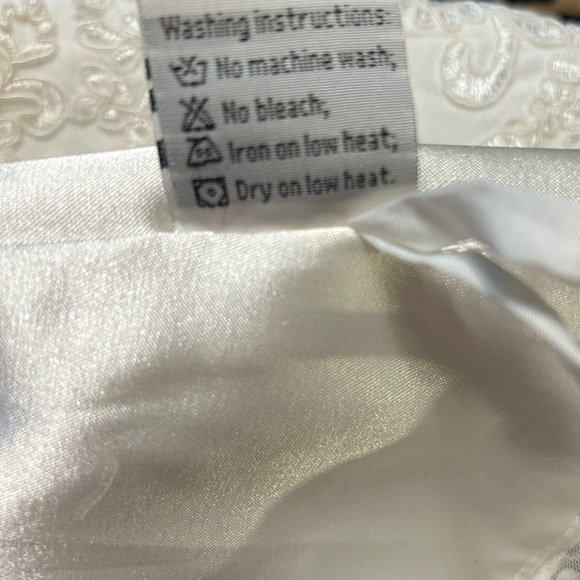 Washing instructions:
No machine wash;
No bleach;
Iron on low heat;
Dry on low heat.